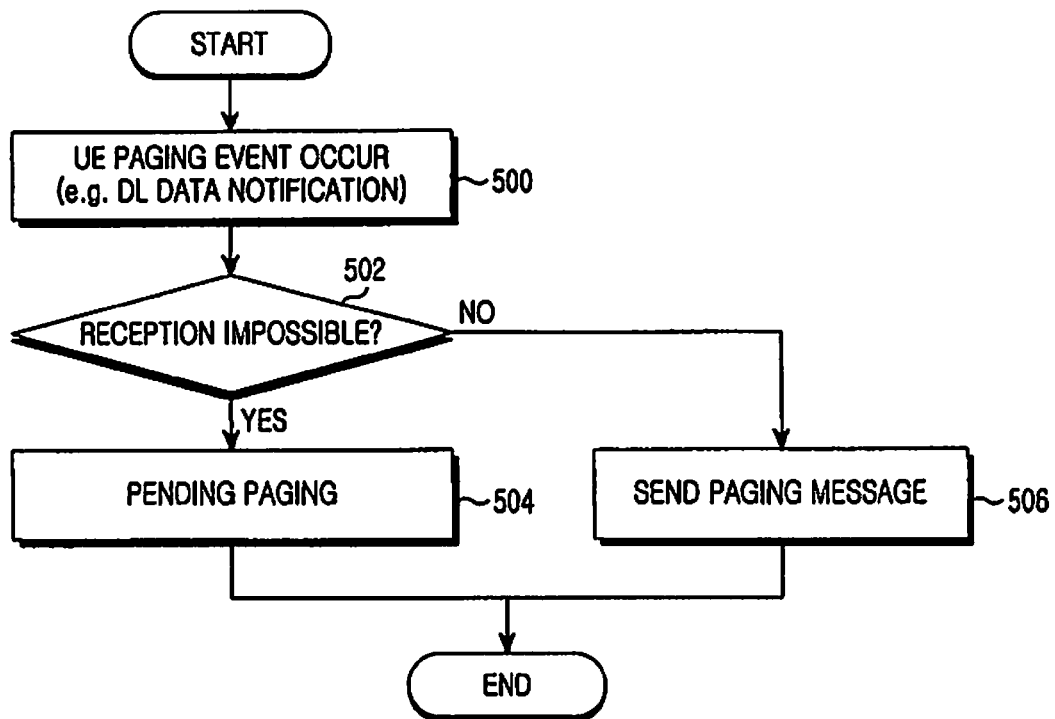 START
UE PAGING EVENT OCCUR
(e.g. DL DATA NOTIFICATION)
500
502
RECEPTION IMPOSSIBLE?
NO
YES
PENDING PAGING
504
SEND PAGING MESSAGE
506
END